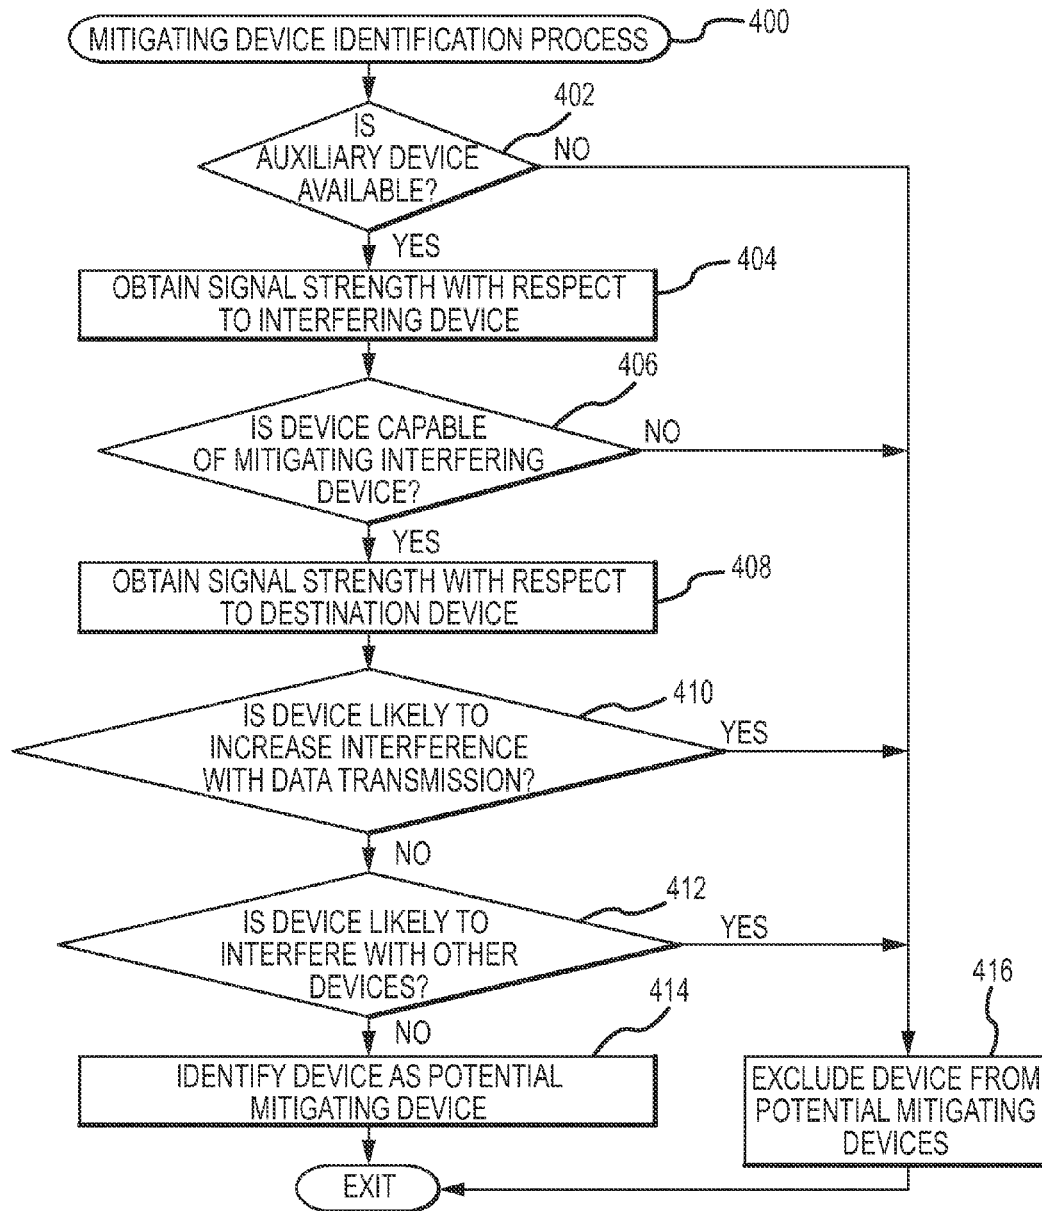 MITIGATING DEVICE IDENTIFICATION PROCESS
400
402
IS
AUXILIARY DEVICE
AVAILABLE?
NO
YES
404
OBTAIN SIGNAL STRENGTH WITH RESPECT
TO INTERFERING DEVICE
406
IS DEVICE CAPABLE
OF MITIGATING INTERFERING
DEVICE?
NO
YES
408
OBTAIN SIGNAL STRENGTH WITH RESPECT
TO DESTINATION DEVICE
410
IS DEVICE LIKELY TO
INCREASE INTERFERENCE
WITH DATA TRANSMISSION?
YES
NO
412
IS DEVICE LIKELY TO
INTERFERE WITH OTHER
DEVICES?
YES
NO
414
IDENTIFY DEVICE AS POTENTIAL
MITIGATING DEVICE
416
EXCLUDE DEVICE FROM
POTENTIAL MITIGATING
DEVICES
EXIT